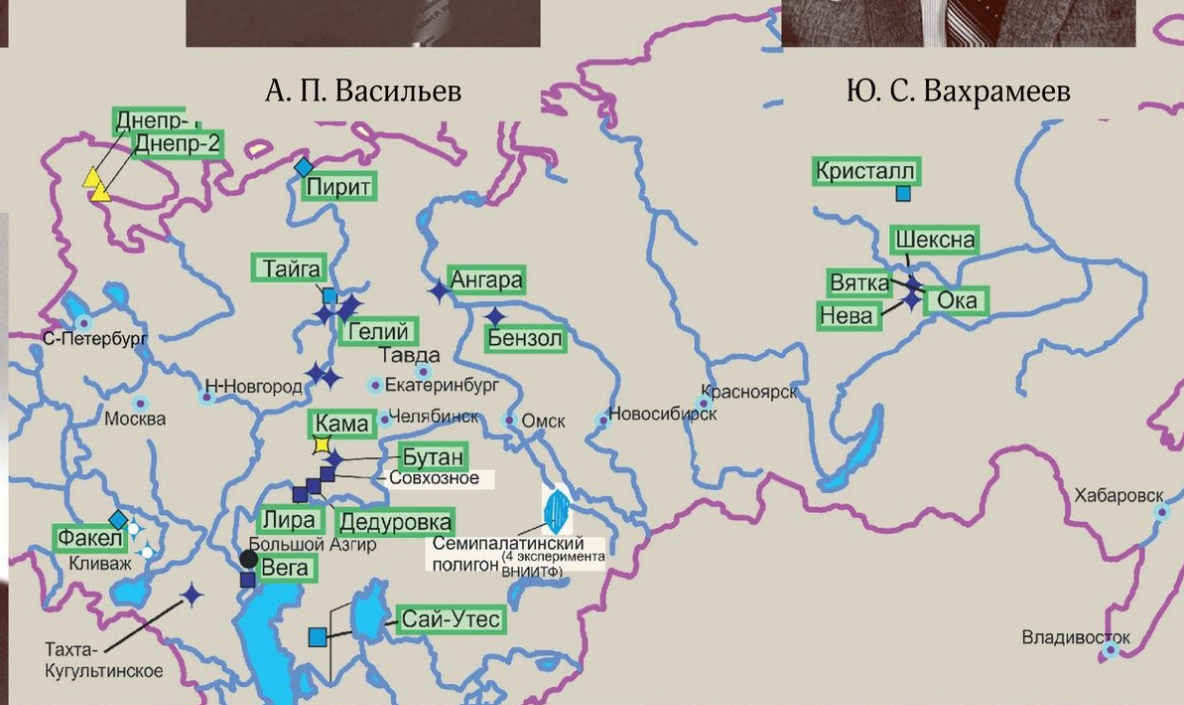 А. П. Васильев
Ю. С. Вахрамеев
Днепр-
Днепр-2
Пирит
Кристалл
Шексна
Тайга
Ангара
Вятка
Ока
Нева
Гелий
Бензол
С-Петербург
Тавда
Н-Новгород
Екатеринбург
Москва
Красноярск
Кама
Челябинск
Омск
Новосибирск
Бутан
Совхозное
Хабаровск
Лира
Дедуровка
Факел
Большой Азгир
Семипалатинский
полигон (4 эксперимента
ВНИИТФ)
Кливаж
Вега
Сай-Утес
Владивосток
Тахта-
Кугультинское